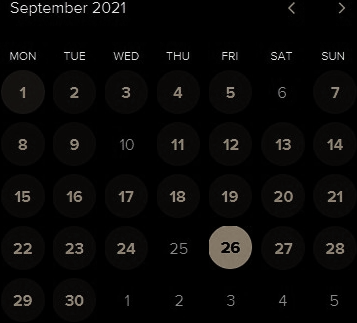 September 2021
MON TUE WED THU FRI SAT SUN
1 2 3 4 5 6 7
8 9 10 11 12 13 14
15 16 17 18 19 20 21
22 23 24 25 26 27 28
29 30 1 2 3 4 5